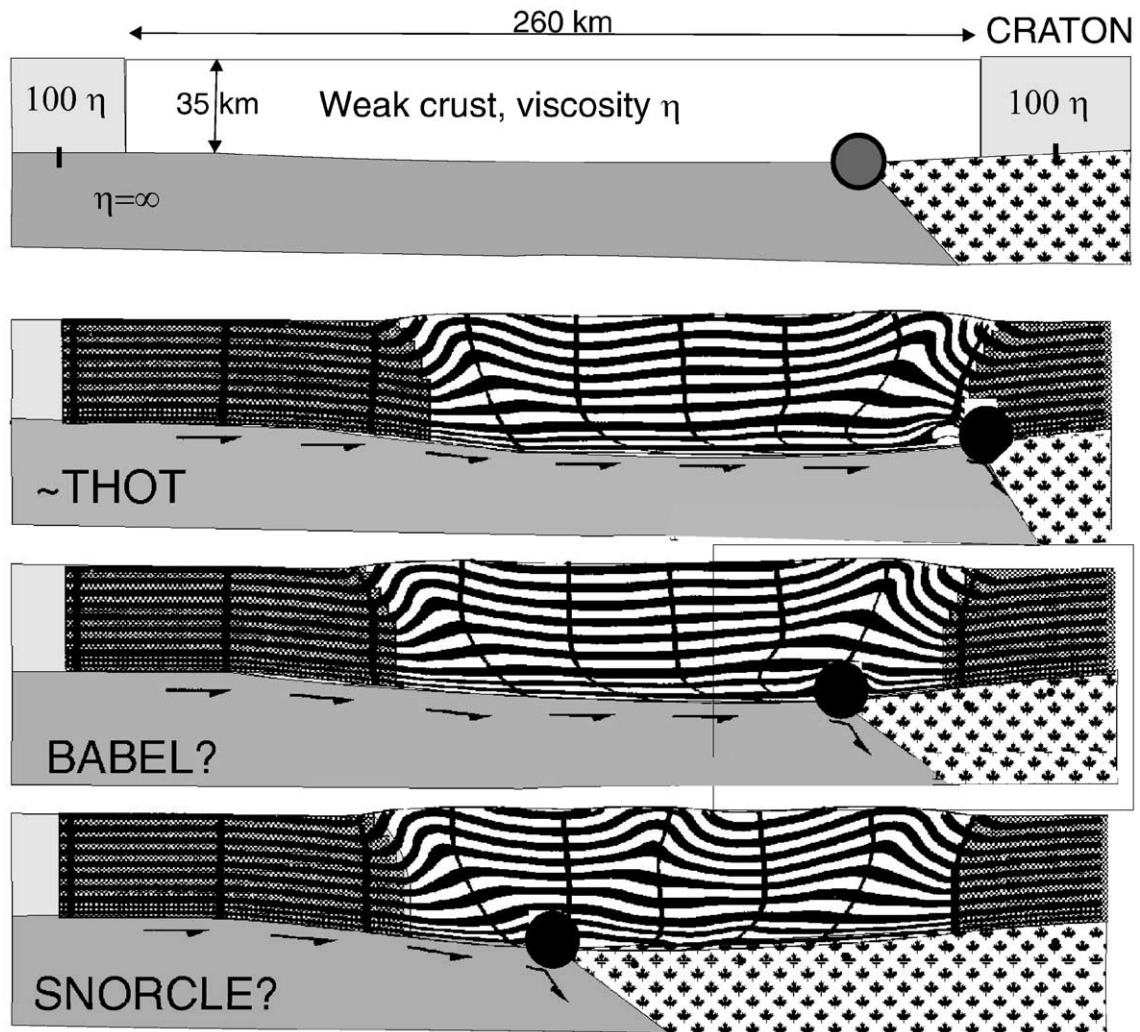 260 km
CRATON
100 η
35 km
Weak crust, viscosity η
100 η
η=∞
~THOT
BABEL?
SNORCLE?